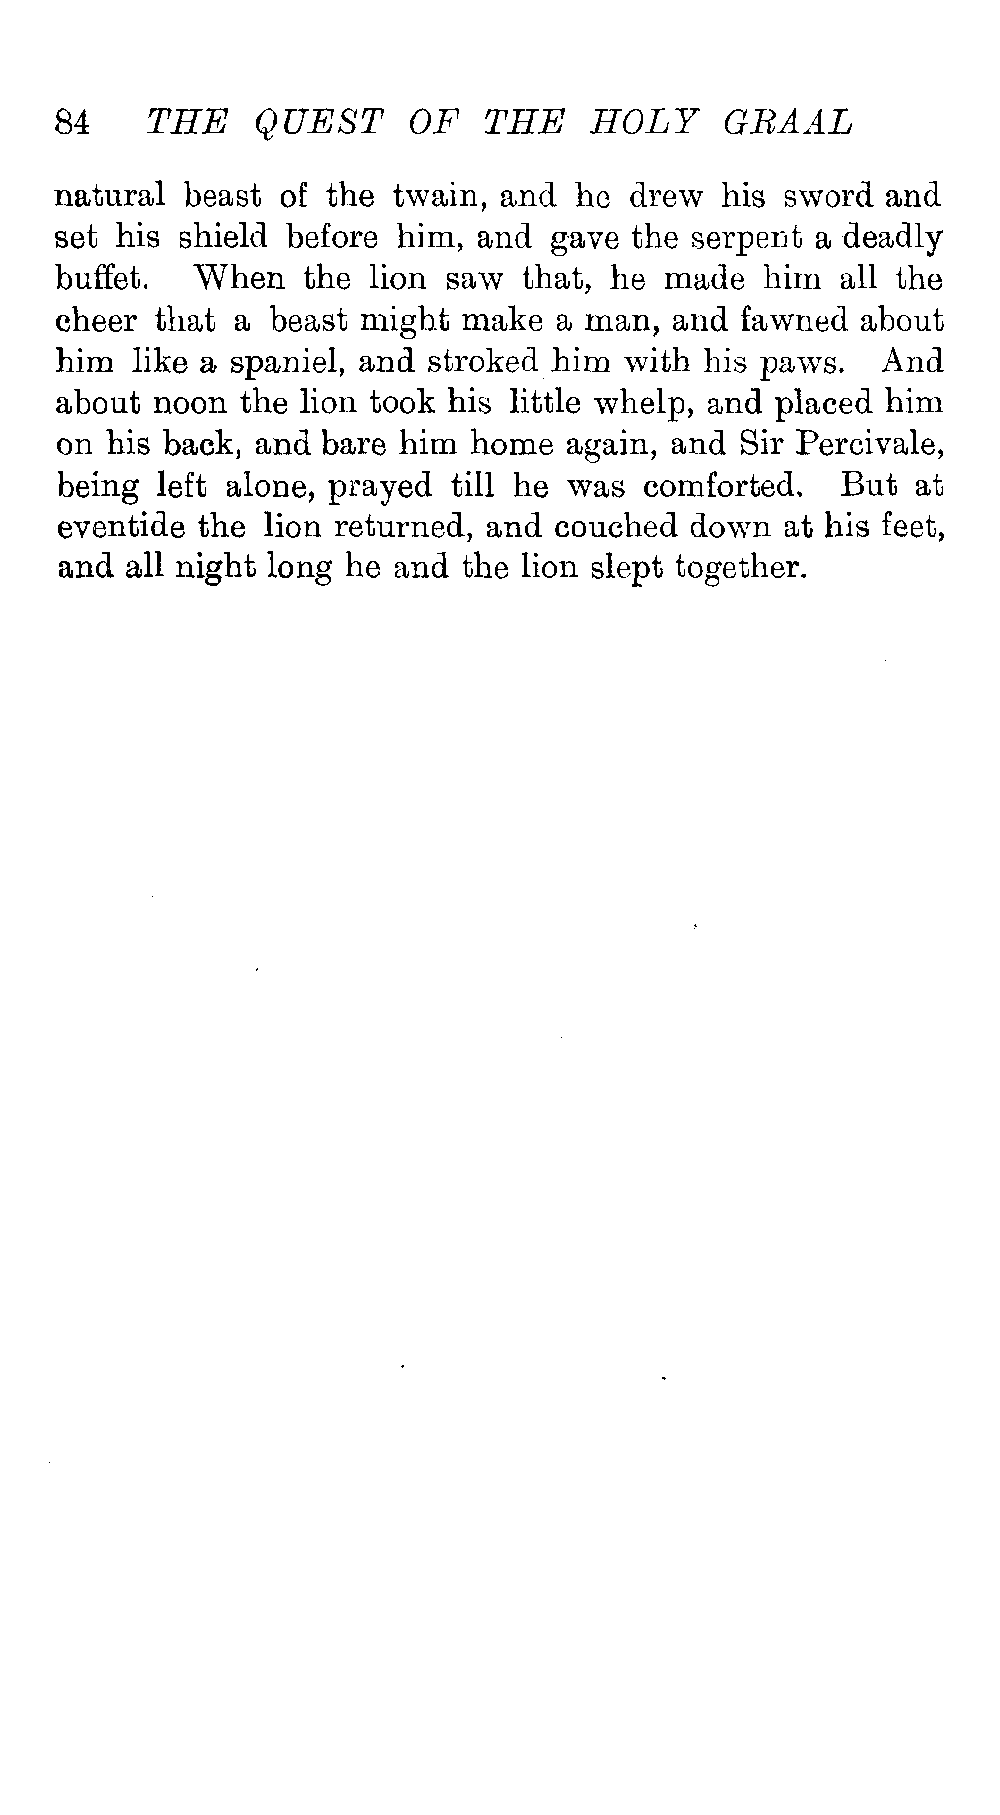 84 THE QUEST OF THE HOLY GRAAL
natural beast of the twain, and he drew his sword and
set his shield before him, and gave the serpent a deadly
buffet. When the lion saw that, he made him all the
cheer that a beast might make a man, and fawned about
him like a spaniel, and stroked him with his paws. And
about noon the lion took his little whelp, and placed him
on his back, and bare him home again, and Sir Percivale,
being left alone, prayed till he was comforted. But at
eventide the lion returned, and couched down at his feet,
and all night long he and the lion slept together.